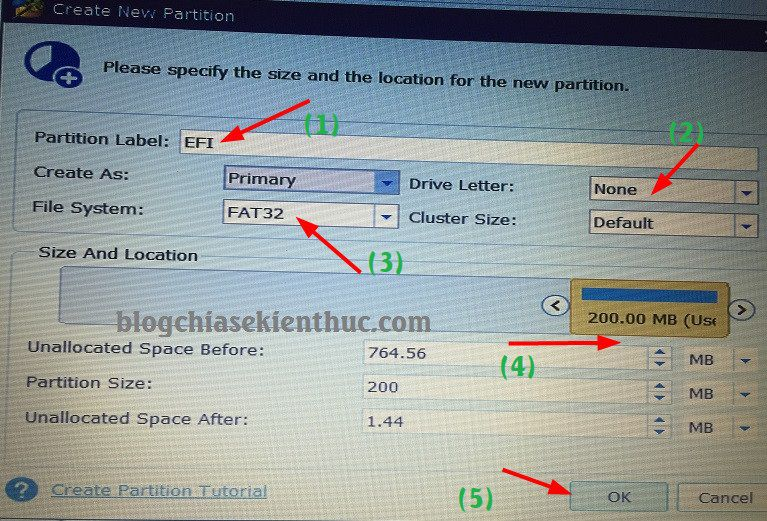 Create New Partition
Please specify the size and the location for the new partition.
(1)
(2)
Partition Label: EFI
Create As: Primary Drive Letter: None
File System: FAT32 Cluster Size: Default
(3)
Size And Location
200.00 MB (Use
blogchiasekienthuc.com
Unallocated Space Before: 764.56 MB
(4)
Partition Size: 200 MB
Unallocated Space After: 1.44 MB
(5)
Create Partition Tutorial OK Cancel